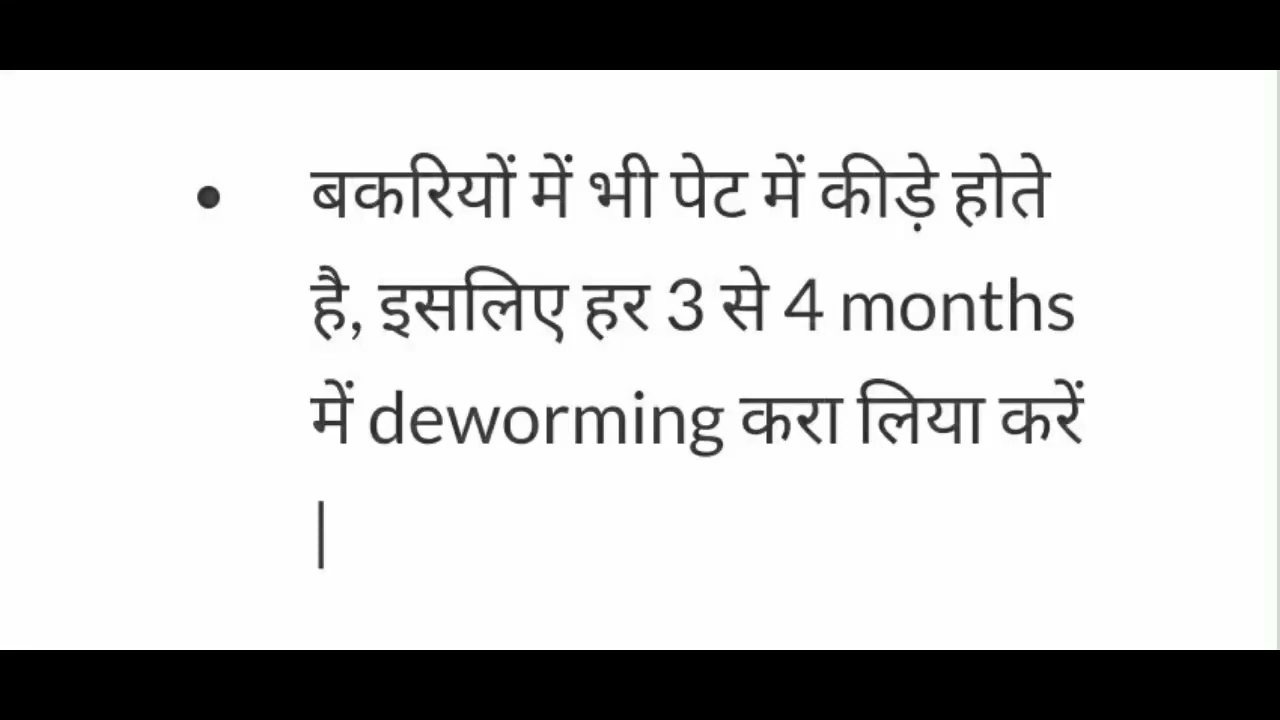 • बकरियों में भी पेट में कीड़े होते
है, इसलिए हर 3 से 4 months
में deworming करा लिया करें
|